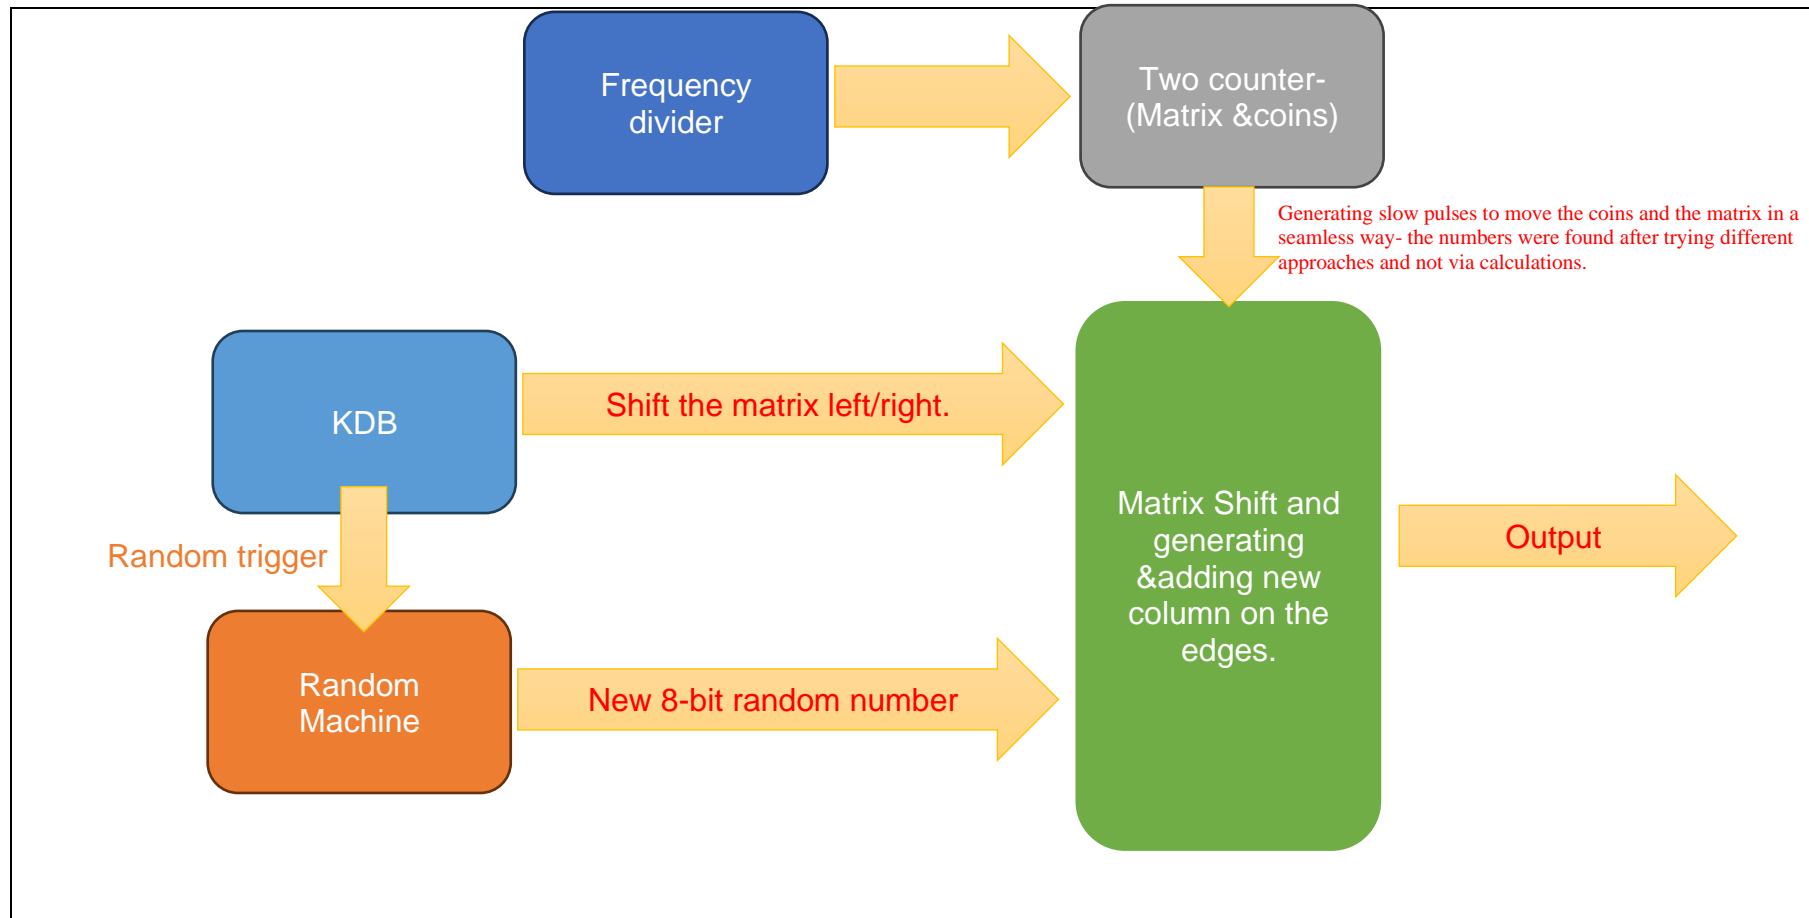 Frequency
divider
Two counter-
(Matrix &coins)
Generating slow pulses to move the coins and the matrix in a
seamless way- the numbers were found after trying different
approaches and not via calculations.
KDB
Shift the matrix left/right.
Matrix Shift and
generating
&adding new
column on the
edges.
Output
Random trigger
Random
Machine
New 8-bit random number